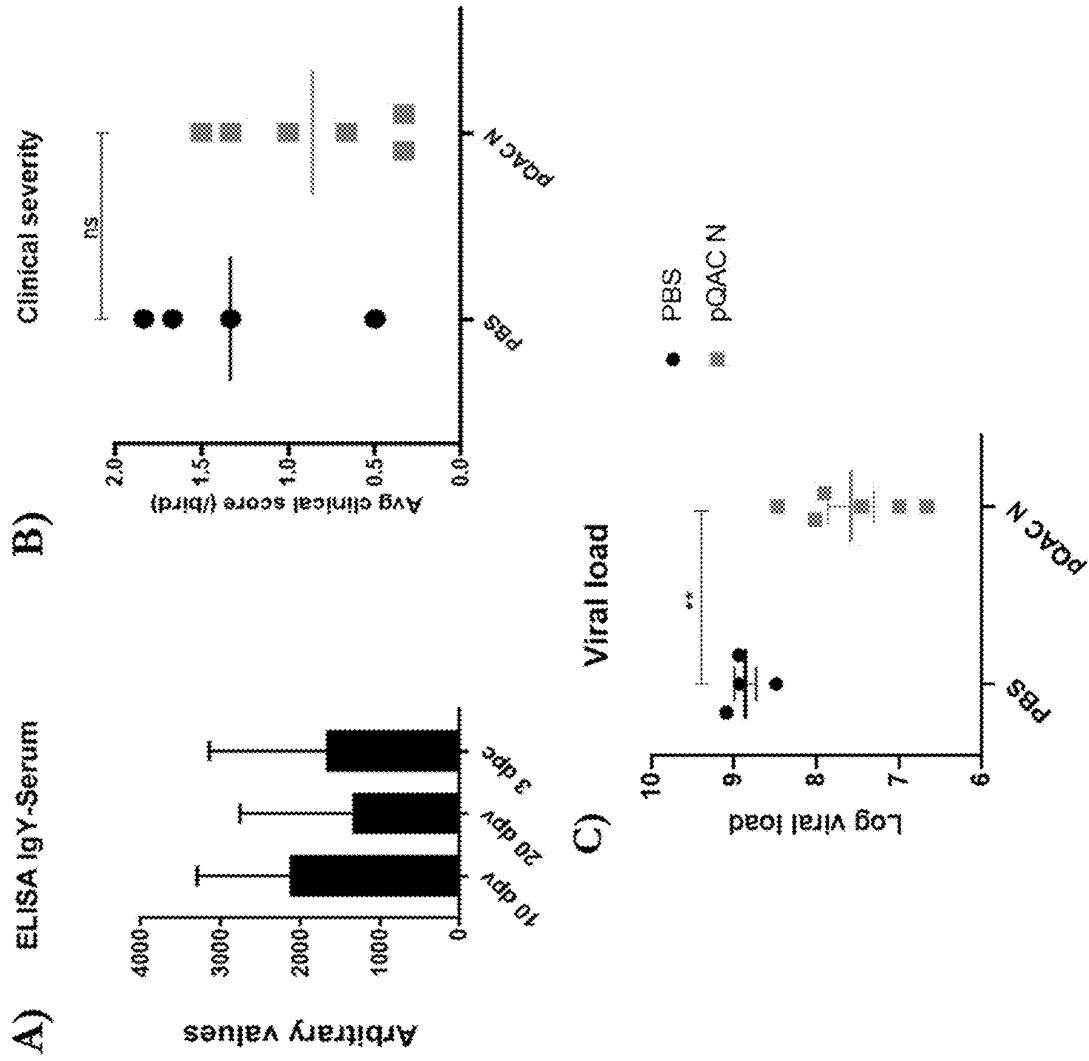 A)
ELISA IgY-Serum
Arbitrary values
4000
3000
2000
1000
0
10 dpv
20 dpv
3 dpc
B)
Clinical severity
Avg clinical score (/bird)
2.0
1.5
1.0
0.5
0.0
ns
PBS
pQAC N
C)
Viral load
Log viral load
10
9
8
7
6
**
PBS
pQAC N
PBS
pQAC N